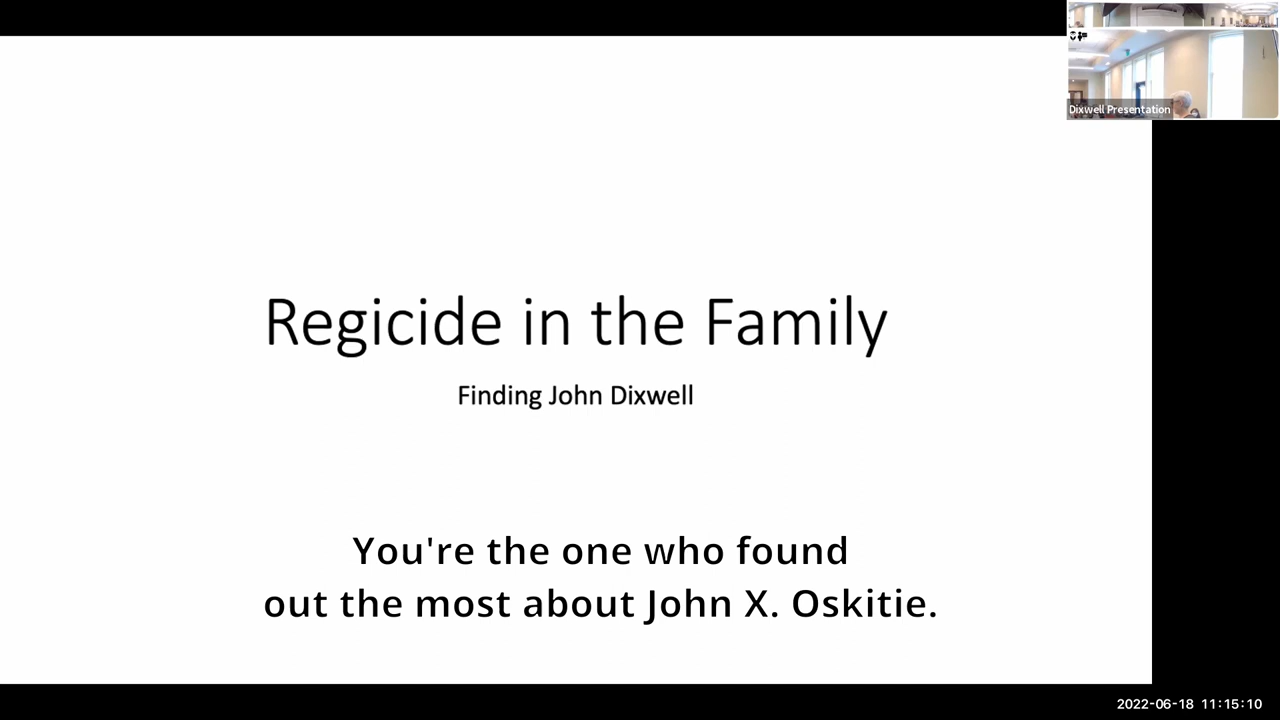 Dixwell Presentation
Regicide in the Family
Finding John Dixwell
You're the one who found
out the most about John X. Oskitie.
2022-06-18 11:15:10